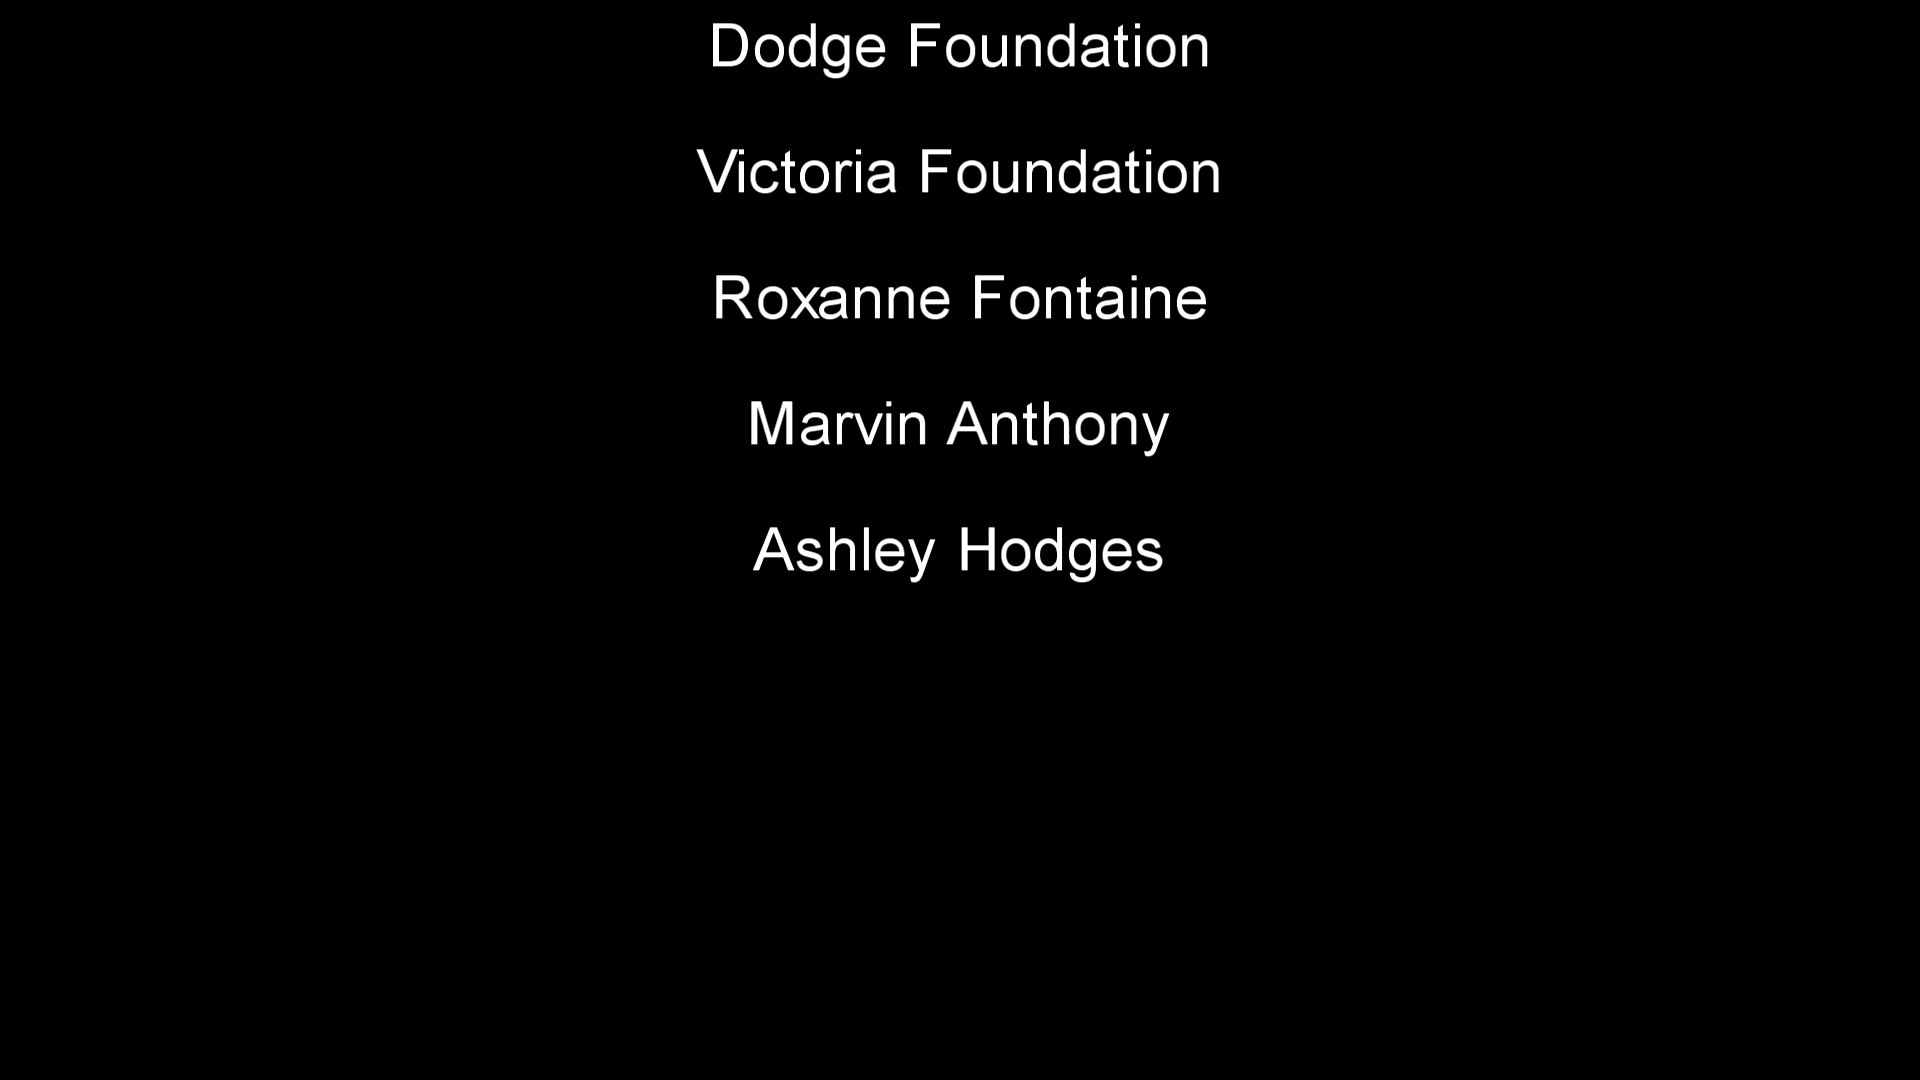 Dodge Foundation
Victoria Foundation
Roxanne Fontaine
Marvin Anthony
Ashley Hodges